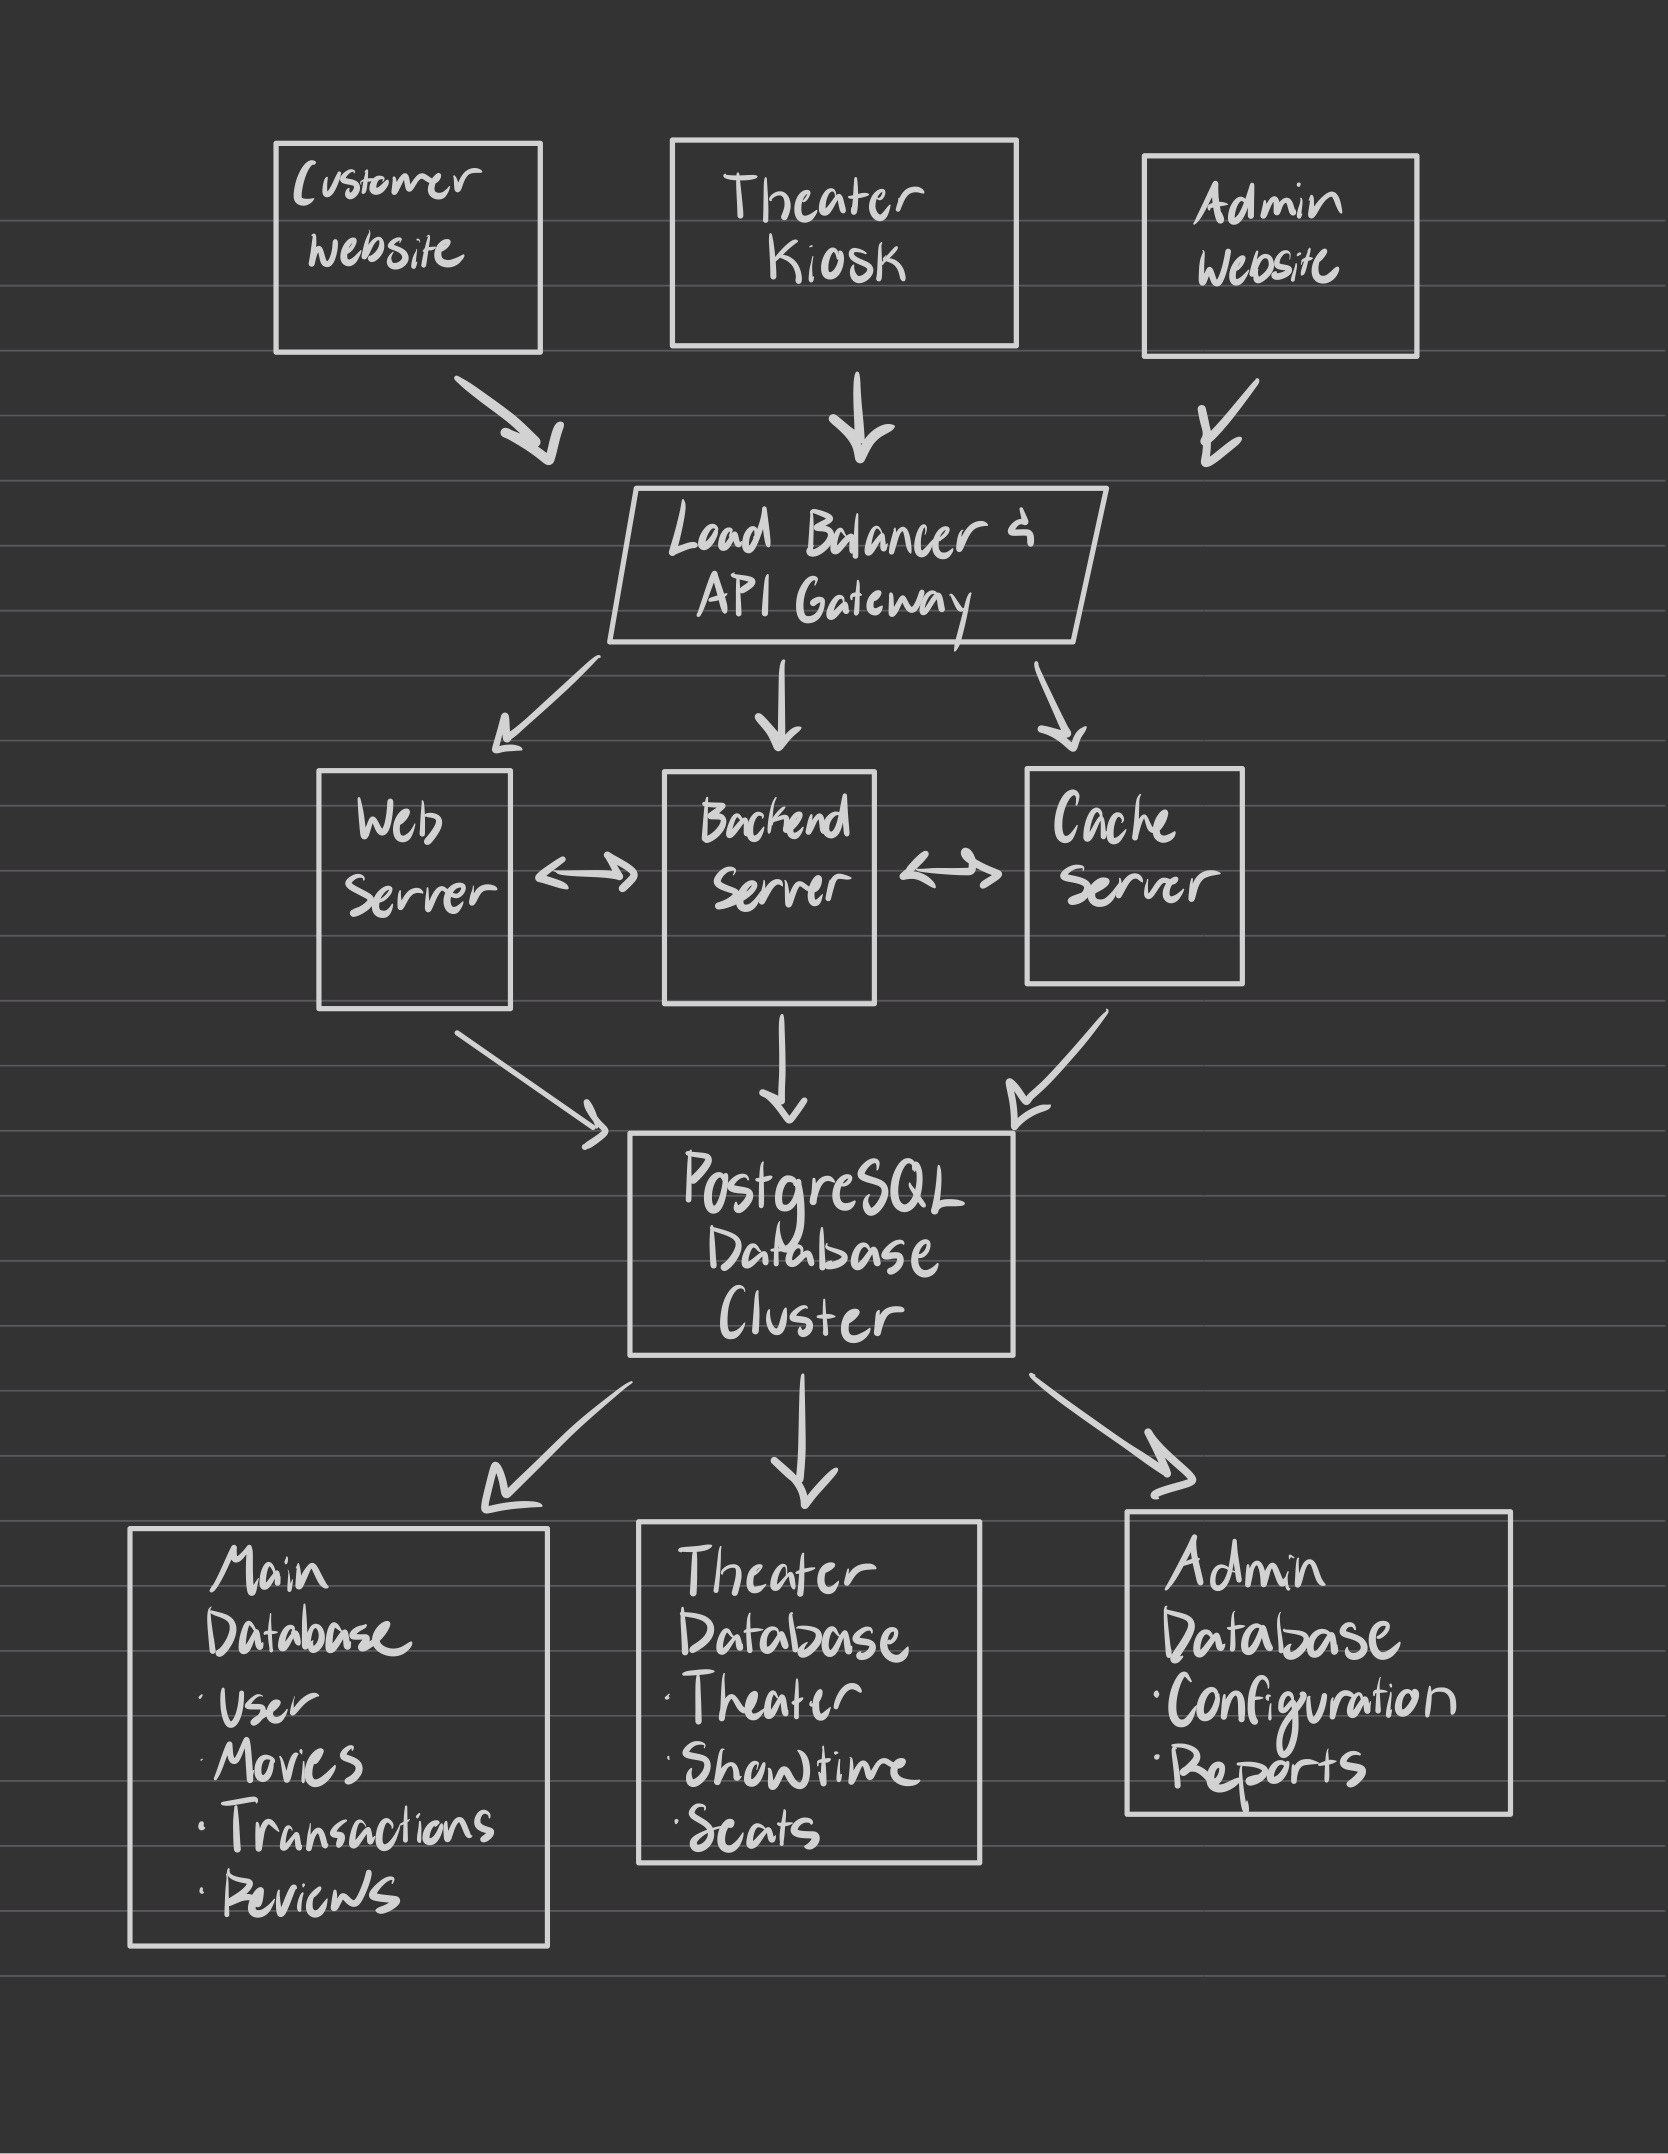 Customer
Website
Theater
Kiosk
Admin
Website
Load Balancer &
API Gateway
Web
Server
Backend
Server
Cache
Server
PostgreSQL
Database
Cluster
Main
Database
· User
· Movies
· Transactions
· Reviews
Theater
Database
· Theater
· Showtime
· Seats
Admin
Database
· Configuration
· Reports